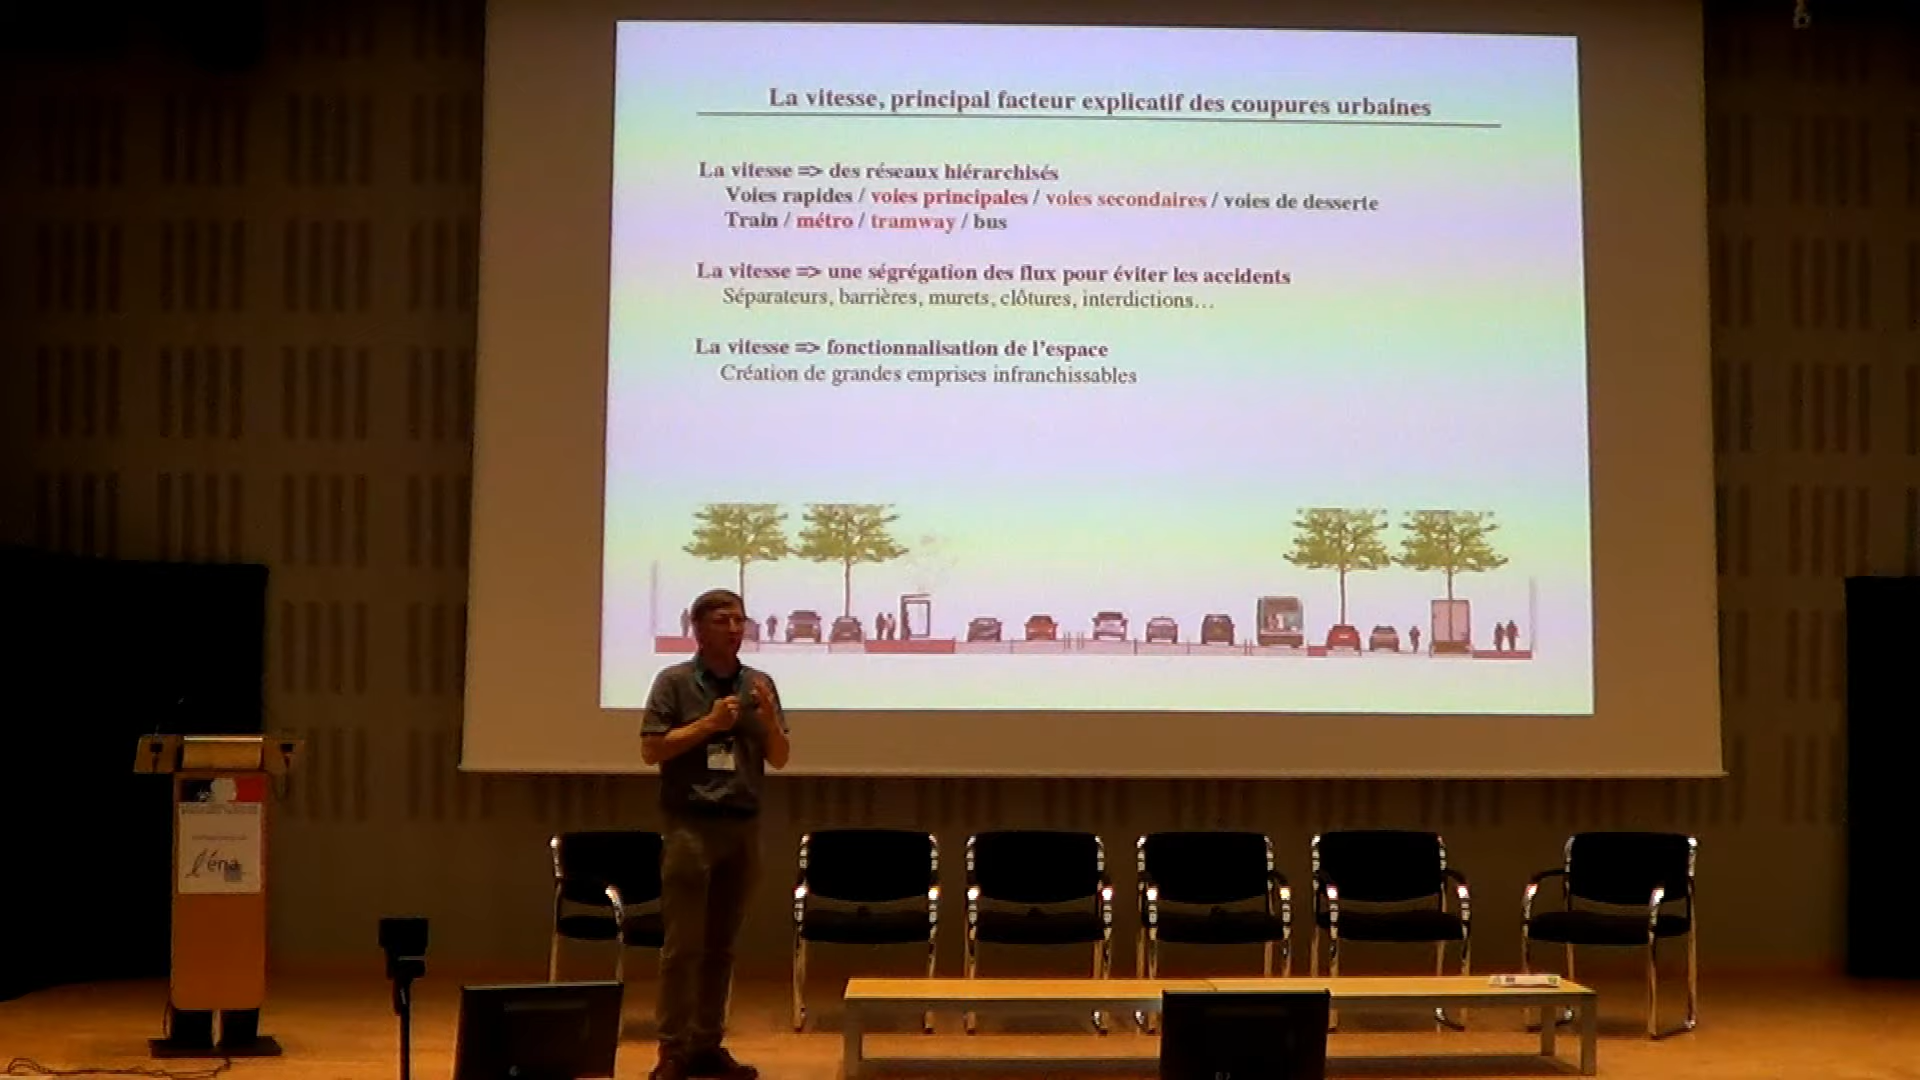 La vitesse, principal facteur explicatif des coupures urbaines
La vitesse => des réseaux hiérarchisés
Voies rapides / voies principales / voies secondaires / voies de desserte
Train / métro / tramway / bus
La vitesse => une ségrégation des flux pour éviter les accidents
Séparateurs, barrières, murets, clôtures, interdictions…
La vitesse => fonctionnalisation de l'espace
Création de grandes emprises infranchissables
l'éna